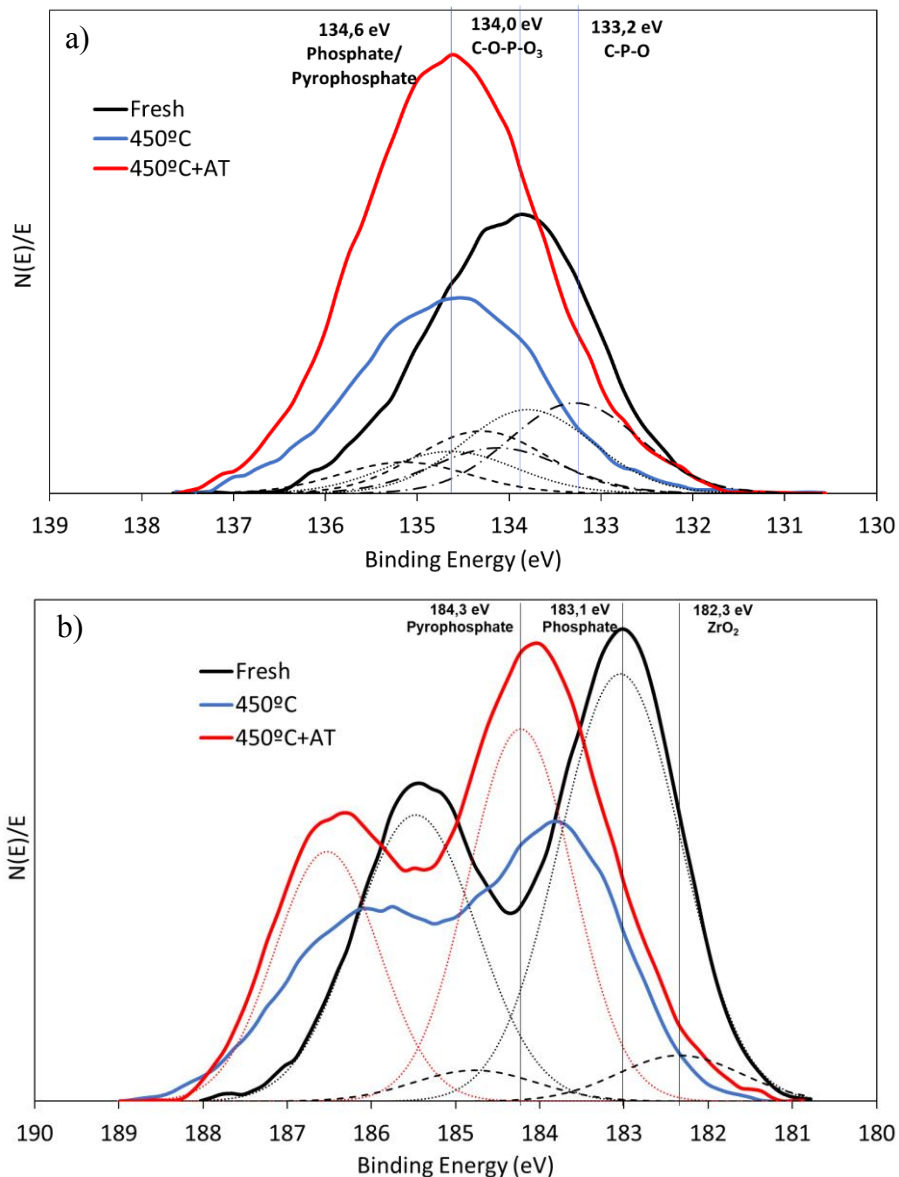 a)
134,6 eV
Phosphate/
Pyrophosphate
134,0 eV
C-O-P-O₃
133,2 eV
C-P-O
Fresh
450ºC
450ºC+AT
N(E)/E
139 138 137 136 135 134 133 132 131 130
Binding Energy (eV)
b)
184,3 eV
Pyrophosphate
183,1 eV
Phosphate
182,3 eV
ZrO₂
Fresh
450ºC
450ºC+AT
N(E)/E
190 189 188 187 186 185 184 183 182 181 180
Binding Energy (eV)